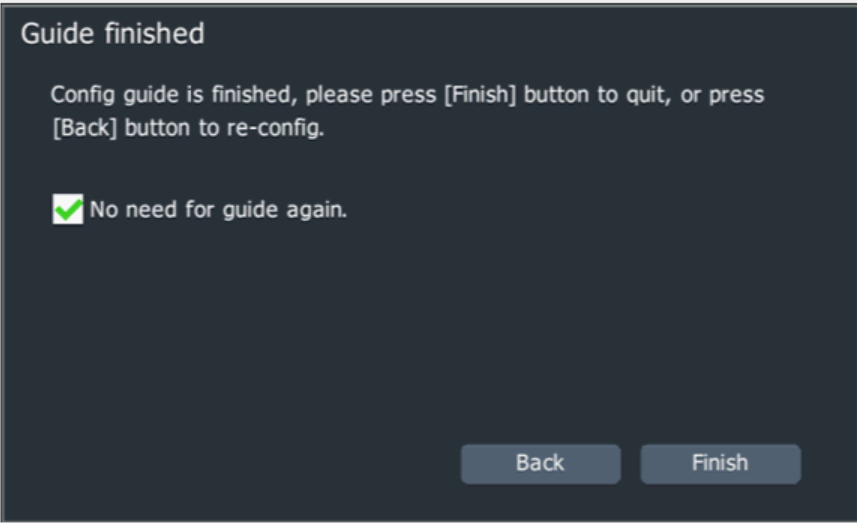 Guide finished
Config guide is finished, please press [Finish] button to quit, or press
[Back] button to re-config.
No need for guide again.
Back
Finish